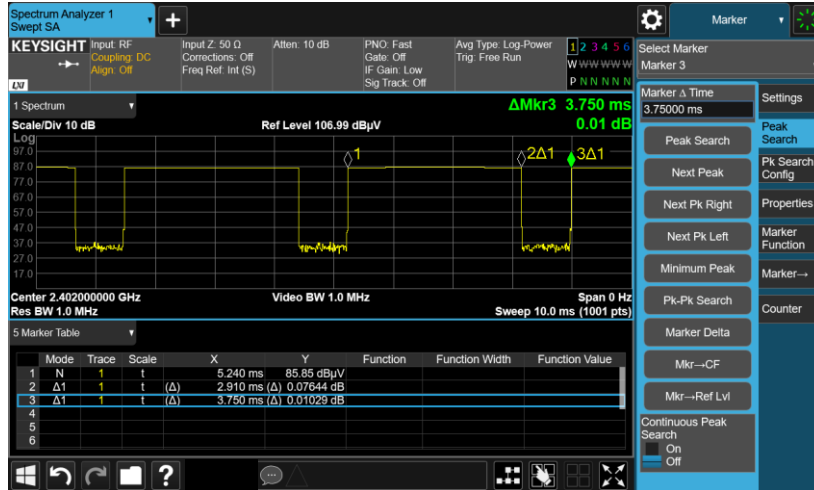 Spectrum Analyzer 1
Swept SA
Marker
KEYSIGHT
LXI
Input: RF
Coupling: DC
Align: Off
Input Z: 50 Ω
Corrections: Off
Freq Ref: Int (S)
Atten: 10 dB
PNO: Fast
Gate: Off
IF Gain: Low
Sig Track: Off
Avg Type: Log-Power
Trig: Free Run
1 2 3 4 5 6
W W W W W W
P N N N N N
Select Marker
Marker 3
1 Spectrum
Scale/Div 10 dB
Ref Level 106.99 dBµV
ΔMkr3 3.750 ms
0.01 dB
Log
97.0
87.0
77.0
67.0
57.0
47.0
37.0
27.0
17.0
1
2Δ1
3Δ1
Center 2.402000000 GHz
Video BW 1.0 MHz
Span 0 Hz
Res BW 1.0 MHz
Sweep 10.0 ms (1001 pts)
5 Marker Table
Mode Trace Scale X Y Function Function Width Function Value
1 N 1 t 5.240 ms 85.85 dBµV
2 Δ1 1 t (Δ) 2.910 ms (Δ) 0.07644 dB
3 Δ1 1 t (Δ) 3.750 ms (Δ) 0.01029 dB
4
5
6
Marker Δ Time
3.75000 ms
Peak Search
Next Peak
Next Pk Right
Next Pk Left
Minimum Peak
Pk-Pk Search
Marker Delta
Mkr→CF
Mkr→Ref Lvl
Continuous Peak
Search
On
Off
Settings
Peak
Search
Pk Search
Config
Properties
Marker
Function
Marker→
Counter
?